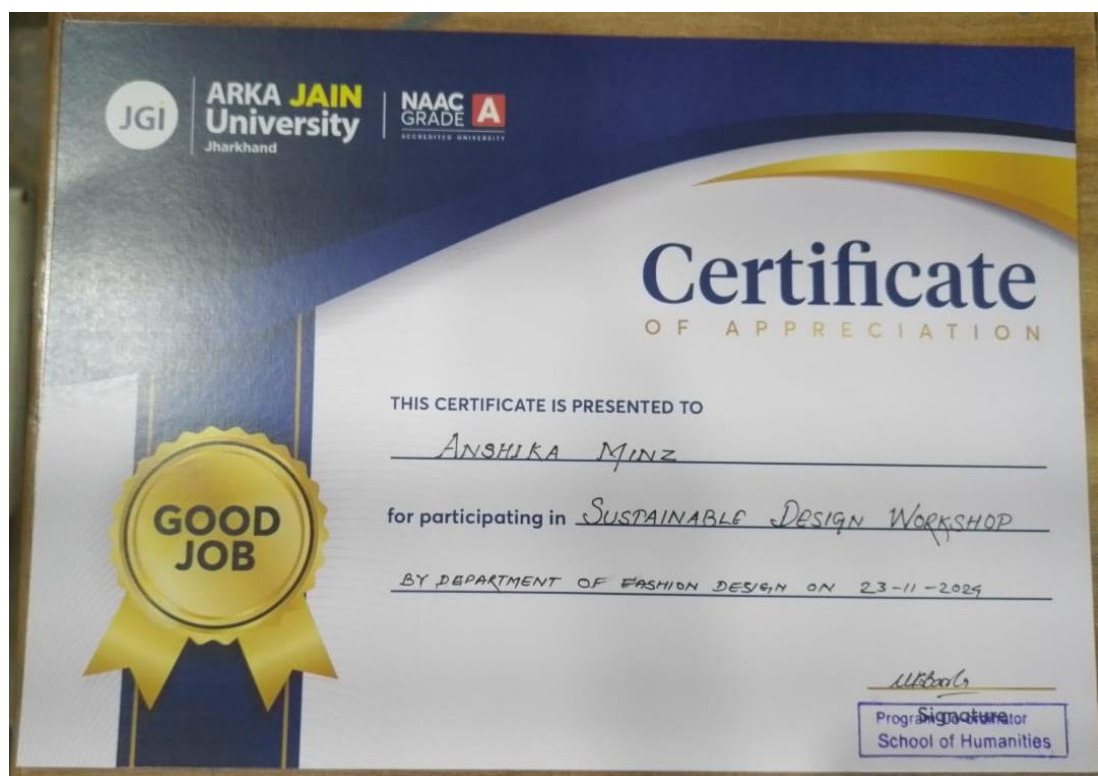 JGi
ARKA JAIN
University
Jharkhand
NAAC
GRADE A
ACCREDITED UNIVERSITY
Certificate
OF APPRECIATION
THIS CERTIFICATE IS PRESENTED TO
ANSHIKA MINZ
for participating in SUSTAINABLE DESIGN WORKSHOP
BY DEPARTMENT OF FASHION DESIGN ON 23-11-2024
GOOD
JOB
Signature
Program Co-ordinator
School of Humanities